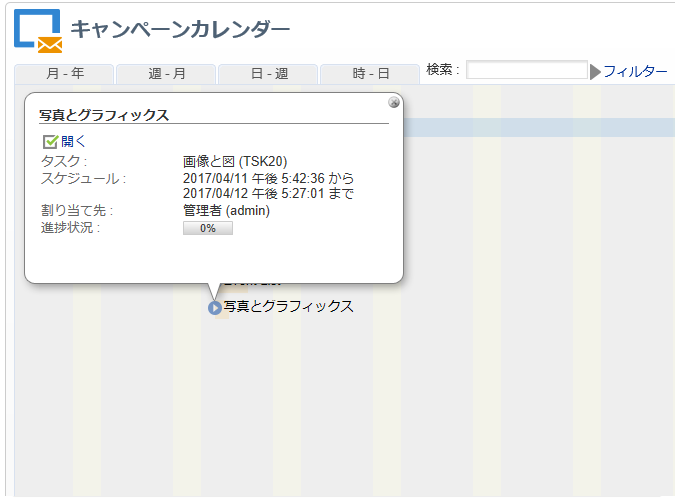 キャンペーンカレンダー
月 - 年 週 - 月 日 - 週 時 - 日 検索 : フィルター
写真とグラフィックス
開く
タスク : 画像と図 (TSK20)
スケジュール : 2017/04/11 午後 5:42:36 から
2017/04/12 午後 5:27:01 まで
割り当て先 : 管理者 (admin)
進捗状況 : 0%
写真とグラフィックス